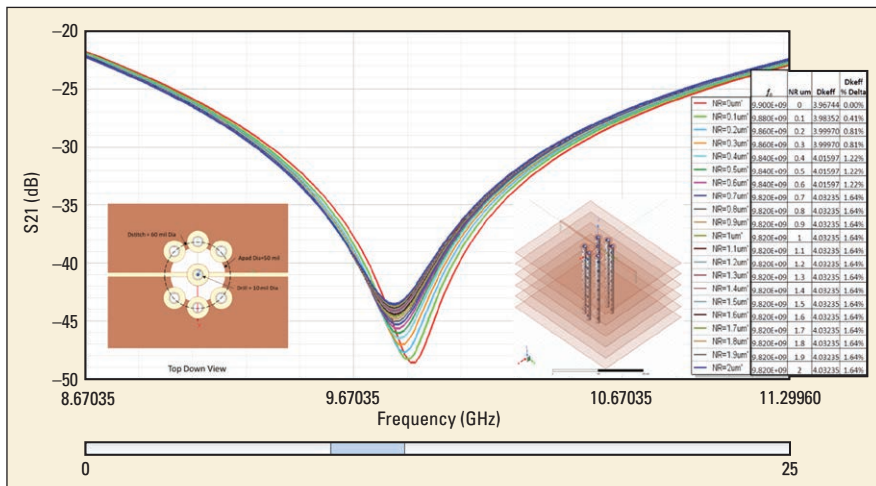 S21 (dB)
−20
−25
−30
−35
−40
−45
−50
8.67035
9.67035
10.67035
11.29960
Frequency (GHz)
0
25
Dstitch = 60 mil Dia
Apad Dia=50 mil
Drill = 10 mil Dia
Top Down View
NR um Dkeff Dkeff % Delta
NR=0um' 9.900E+09 0 3.96744 0.00%
NR=0.1um' 9.880E+09 0.1 3.98352 0.41%
NR=0.2um' 9.860E+09 0.2 3.99970 0.81%
NR=0.3um' 9.860E+09 0.3 3.99970 0.81%
NR=0.4um' 9.840E+09 0.4 4.01597 1.22%
NR=0.5um' 9.840E+09 0.5 4.01597 1.22%
NR=0.6um' 9.840E+09 0.6 4.01597 1.22%
NR=0.7um' 9.820E+09 0.7 4.03235 1.64%
NR=0.8um' 9.820E+09 0.8 4.03235 1.64%
NR=0.9um' 9.820E+09 0.9 4.03235 1.64%
NR=1um' 9.820E+09 1 4.03235 1.64%
NR=1.1um' 9.820E+09 1.1 4.03235 1.64%
NR=1.2um' 9.820E+09 1.2 4.03235 1.64%
NR=1.3um' 9.820E+09 1.3 4.03235 1.64%
NR=1.4um' 9.820E+09 1.4 4.03235 1.64%
NR=1.5um' 9.820E+09 1.5 4.03235 1.64%
NR=1.6um' 9.820E+09 1.6 4.03235 1.64%
NR=1.7um' 9.820E+09 1.7 4.03235 1.64%
NR=1.8um' 9.820E+09 1.8 4.03235 1.64%
NR=1.9um' 9.820E+09 1.9 4.03235 1.64%
NR=2um' 9.820E+09 2 4.03235 1.64%